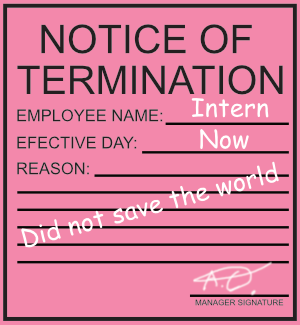 NOTICE OF
TERMINATION
EMPLOYEE NAME: Intern
EFECTIVE DAY: Now
REASON:
Did not save the world
A.D.
MANAGER SIGNATURE